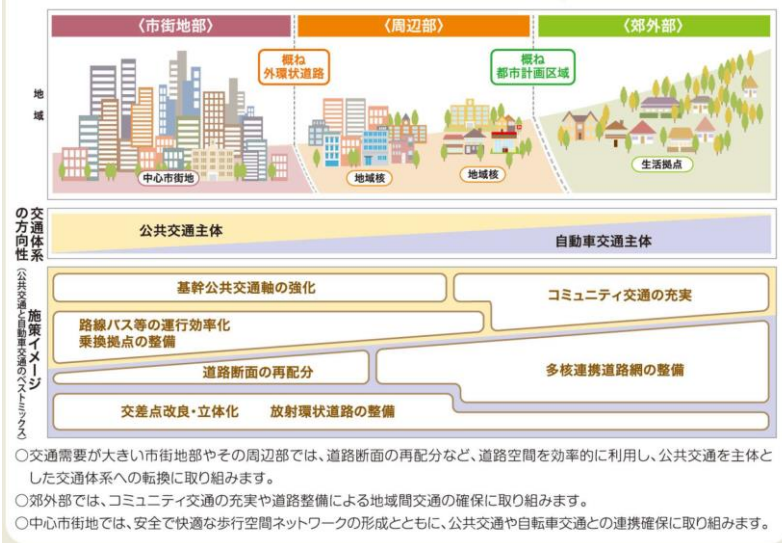 〈市街地部〉
〈周辺部〉
〈郊外部〉
概ね
外環状道路
概ね
都市計画区域
地域
中心市街地
地域核
地域核
生活拠点
交通体系
の方向性
公共交通主体
自動車交通主体
施策イメージ
(公共交通と自動車交通のベストミックス)
基幹公共交通軸の強化
コミュニティ交通の充実
路線バス等の運行効率化
乗換拠点の整備
道路断面の再配分
多核連携道路網の整備
交差点改良・立体化 放射環状道路の整備
○交通需要が大きい市街地部やその周辺部では、道路断面の再配分など、道路空間を効率的に利用し、公共交通を主体と
した交通体系への転換に取り組みます。
○郊外部では、コミュニティ交通の充実や道路整備による地域間交通の確保に取り組みます。
○中心市街地では、安全で快適な歩行空間ネットワークの形成とともに、公共交通や自転車交通との連携確保に取り組みます。